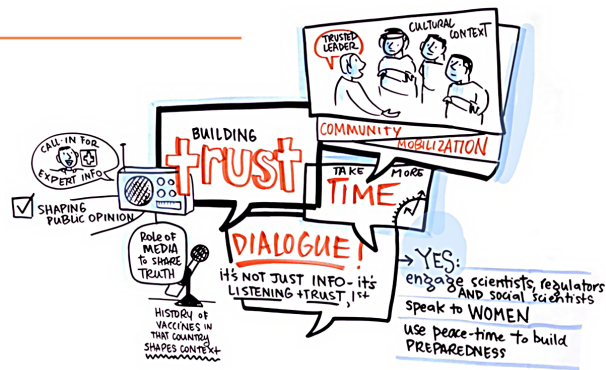 TRUSTED
LEADER
CULTURAL
CONTEXT
COMMUNITY
MOBILIZATION
BUILDING
trust
TAKE MORE
TIME
CALL-IN FOR
EXPERT INFO
SHAPING
PUBLIC OPINION
Role of
MEDIA
to SHARE
TRUTH
HISTORY OF
VACCINES IN
THAT COUNTRY
SHAPES CONTEXT
DIALOGUE!
it's NOT JUST INFO- it's
LISTENING + TRUST, 1st
→ YES:
engage scientists, regulators
AND social scientists
speak to WOMEN
use peace-time to build
PREPAREDNESS